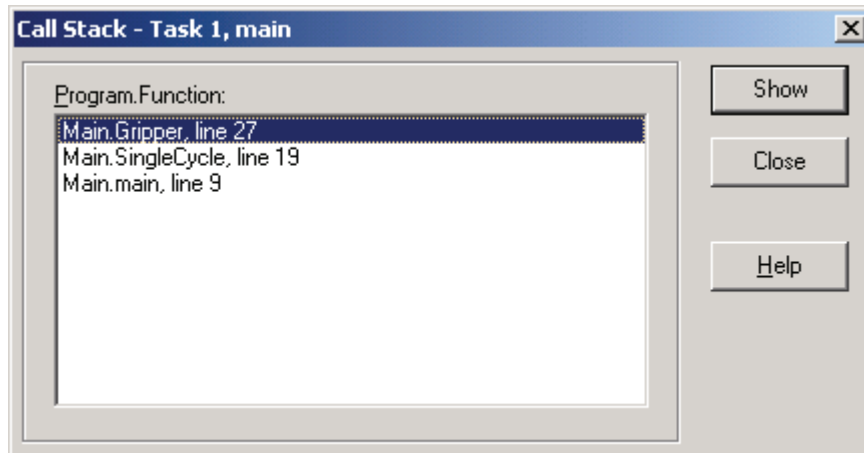 Call Stack - Task 1, main
Program.Function:
Main.Gripper, line 27
Main.SingleCycle, line 19
Main.main, line 9
Show
Close
Help